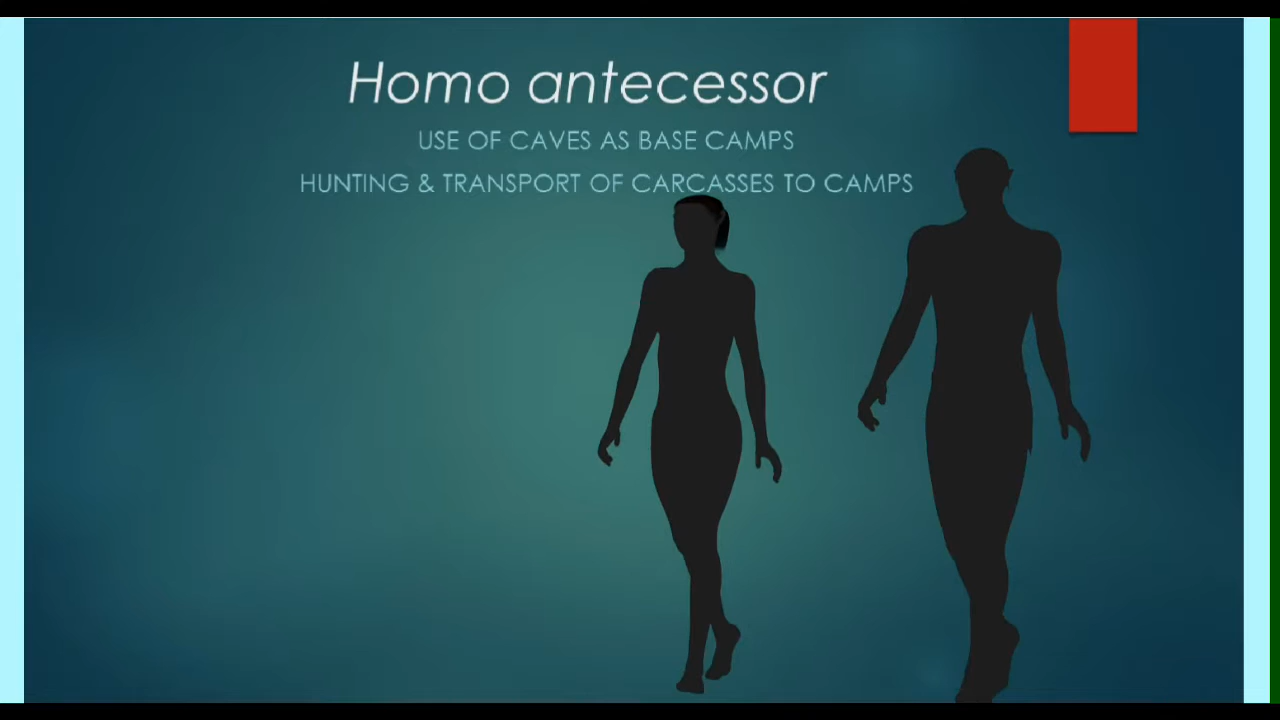 Homo antecessor
USE OF CAVES AS BASE CAMPS
HUNTING & TRANSPORT OF CARCASSES TO CAMPS